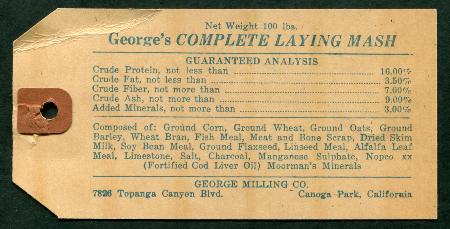 Net Weight 100 lbs.
George's COMPLETE LAYING MASH
GUARANTEED ANALYSIS
Crude Protein, not less than ........ 16.00%
Crude Fat, not less than ........ 3.50%
Crude Fiber, not more than ........ 7.00%
Crude Ash, not more than ........ 9.00%
Added Minerals, not more than ........ 3.00%
Composed of: Ground Corn, Ground Wheat, Ground Oats, Ground
Barley, Wheat Bran, Fish Meal, Meat and Bone Scrap, Dried Skim
Milk, Soy Bean Meal, Ground Flaxseed, Linseed Meal, Alfalfa Leaf
Meal, Limestone, Salt, Charcoal, Manganese Sulphate, Nopco xx
(Fortified Cod Liver Oil) Moorman's Minerals
GEORGE MILLING CO.
7826 Topanga Canyon Blvd. Canoga Park, California